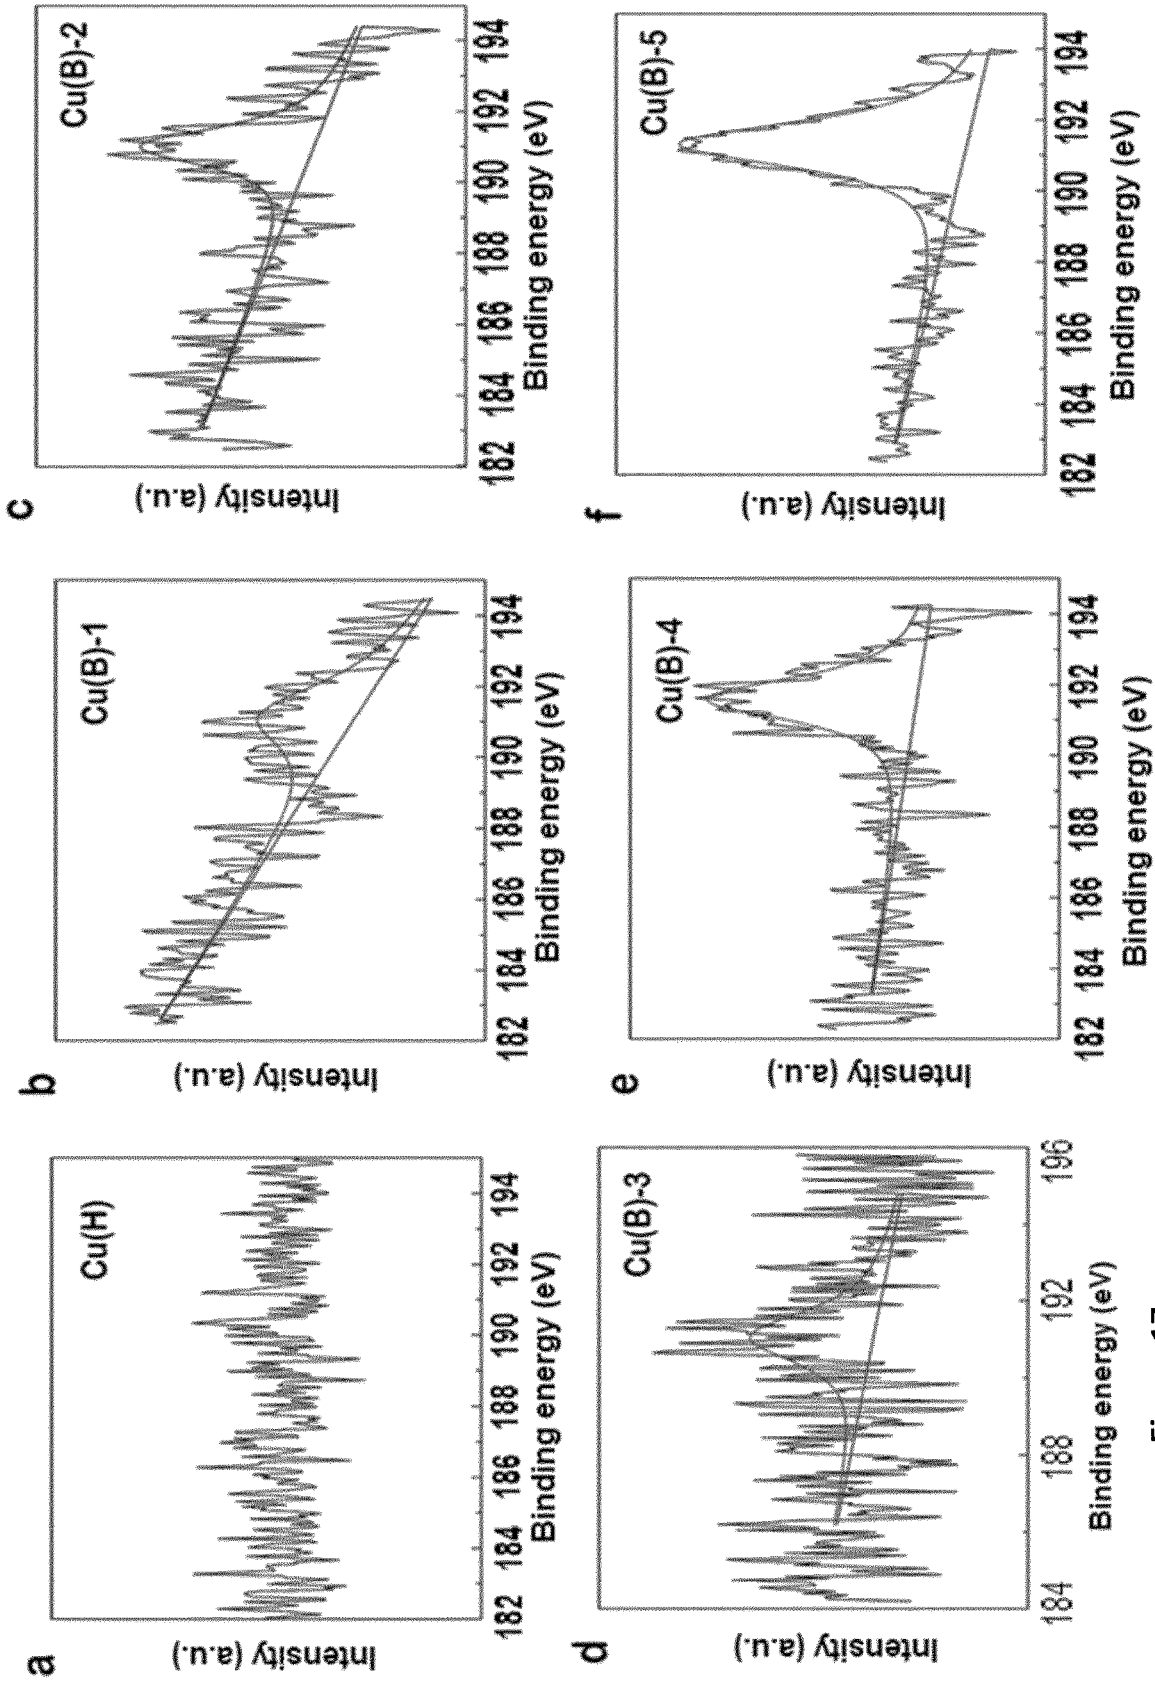 a
Cu(H)
Intensity (a.u.)
182 184 186 188 190 192 194
Binding energy (eV)
b
Cu(B)-1
Intensity (a.u.)
182 184 186 188 190 192 194
Binding energy (eV)
c
Cu(B)-2
Intensity (a.u.)
182 184 186 188 190 192 194
Binding energy (eV)
d
Cu(B)-3
Intensity (a.u.)
184 188 192 196
Binding energy (eV)
e
Cu(B)-4
Intensity (a.u.)
182 184 186 188 190 192 194
Binding energy (eV)
f
Cu(B)-5
Intensity (a.u.)
182 184 186 188 190 192 194
Binding energy (eV)